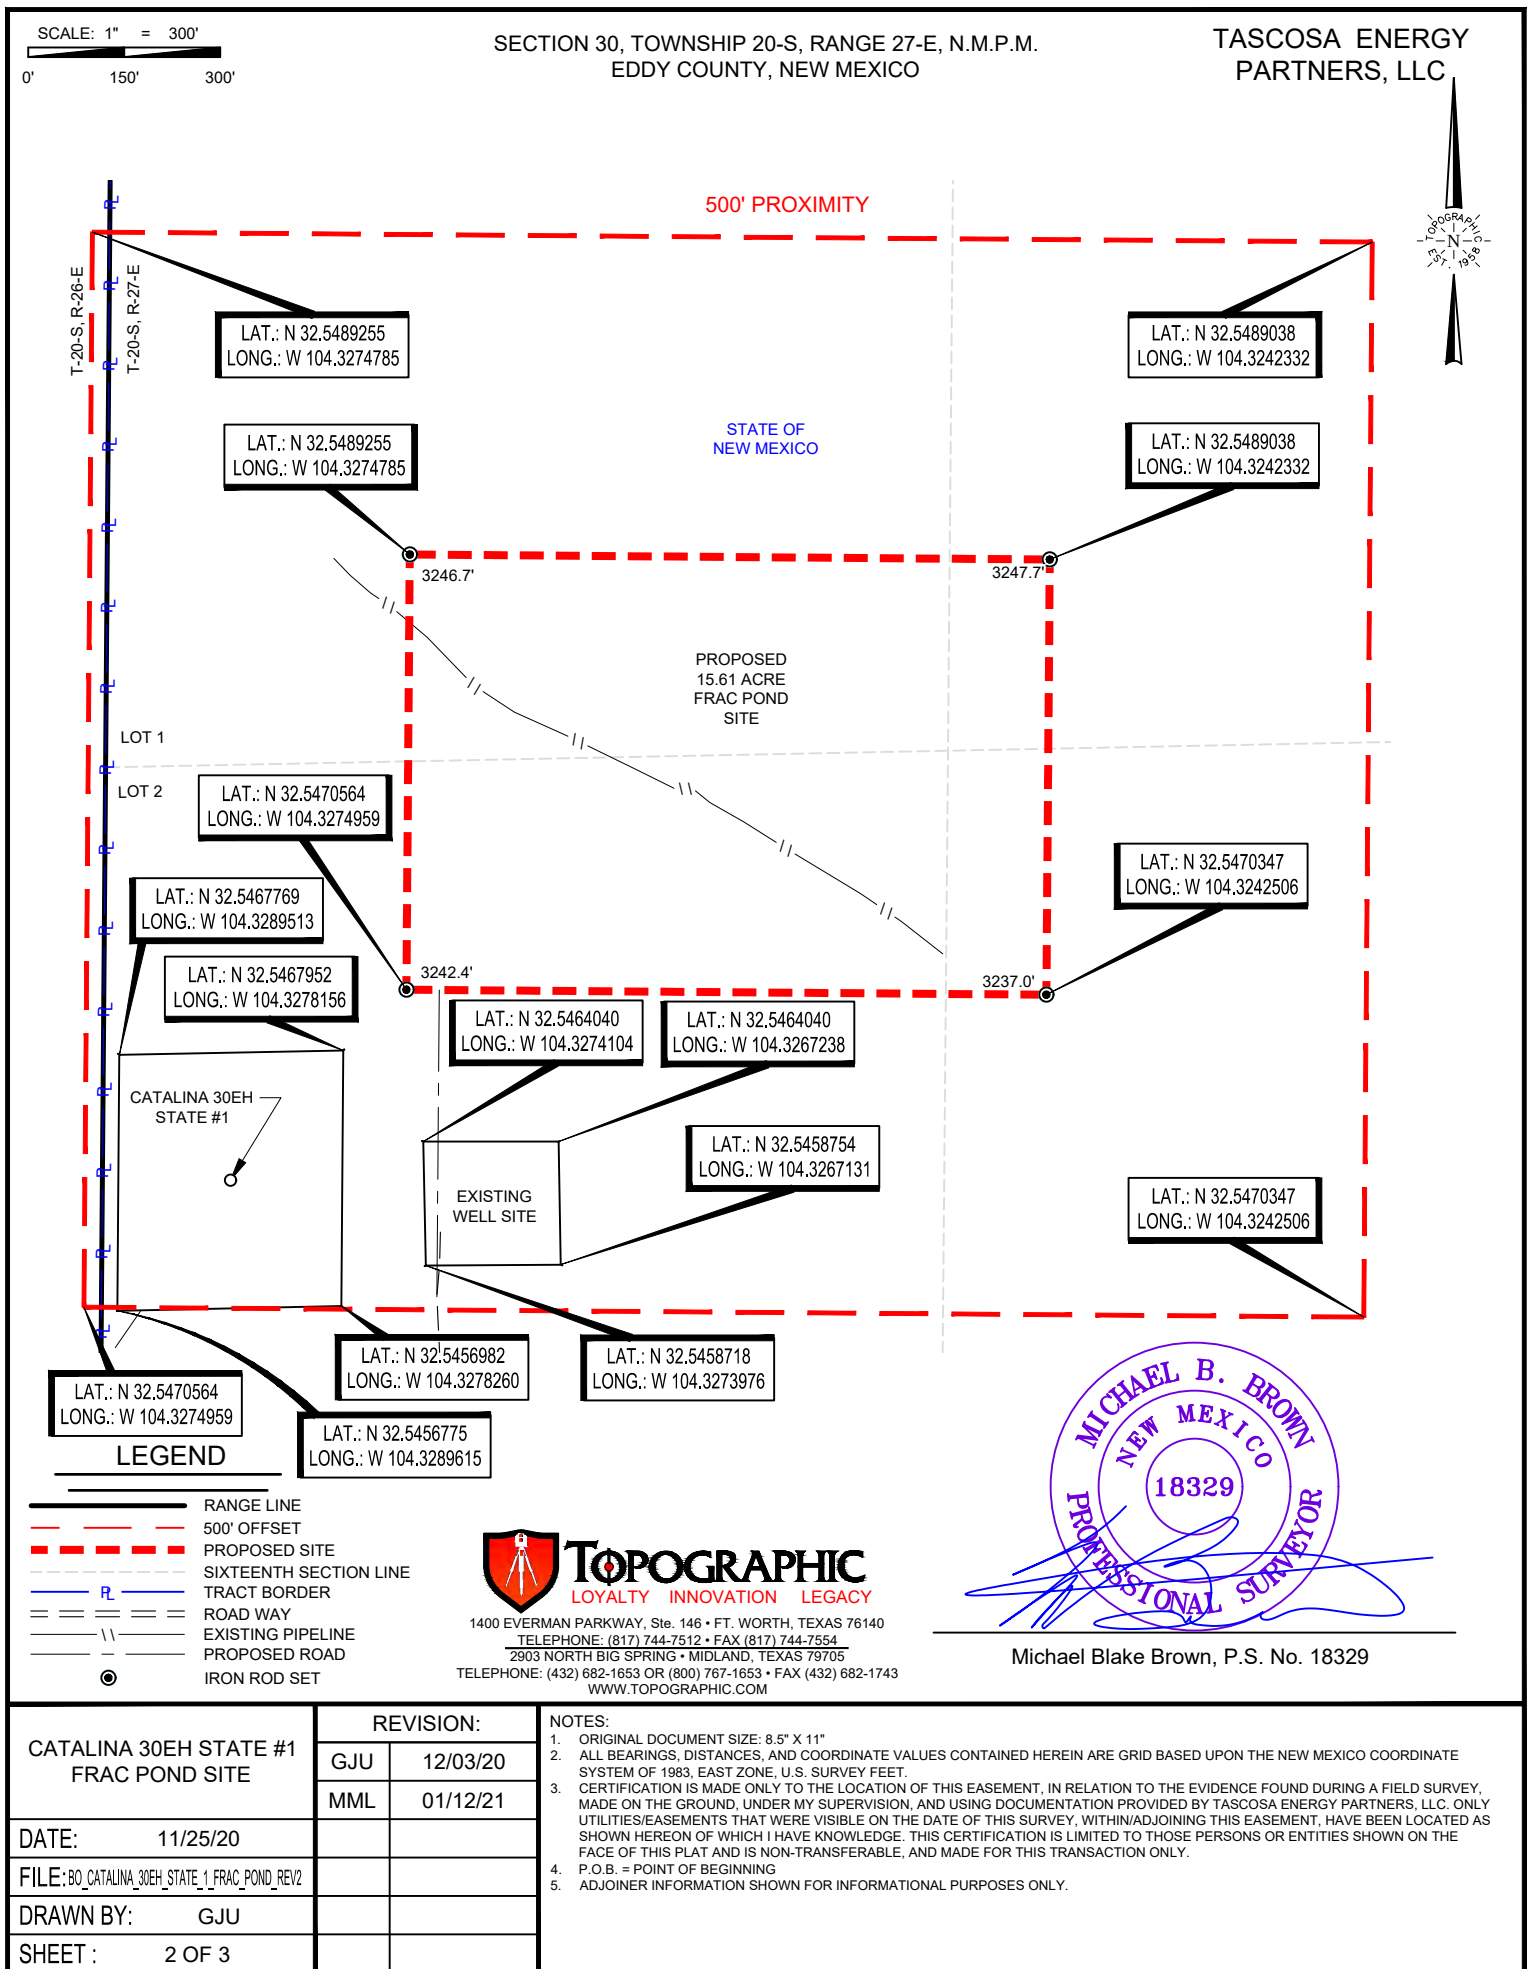 SCALE: 1" = 300'
0' 150' 300'
SECTION 30, TOWNSHIP 20-S, RANGE 27-E, N.M.P.M.
EDDY COUNTY, NEW MEXICO
TASCOSA ENERGY
PARTNERS, LLC
TOPOGRAPHIC
N
EST. 1958
500' PROXIMITY
T-20-S, R-26-E
T-20-S, R-27-E
LAT.: N 32.5489255
LONG.: W 104.3274785
LAT.: N 32.5489038
LONG.: W 104.3242332
LAT.: N 32.5489255
LONG.: W 104.3274785
STATE OF
NEW MEXICO
LAT.: N 32.5489038
LONG.: W 104.3242332
3246.7'
3247.7'
PROPOSED
15.61 ACRE
FRAC POND
SITE
LOT 1
LOT 2
LAT.: N 32.5470564
LONG.: W 104.3274959
LAT.: N 32.5470347
LONG.: W 104.3242506
LAT.: N 32.5467769
LONG.: W 104.3289513
LAT.: N 32.5467952
LONG.: W 104.3278156
3242.4'
3237.0'
LAT.: N 32.5464040
LONG.: W 104.3274104
LAT.: N 32.5464040
LONG.: W 104.3267238
CATALINA 30EH
STATE #1
LAT.: N 32.5458754
LONG.: W 104.3267131
EXISTING
WELL SITE
LAT.: N 32.5470347
LONG.: W 104.3242506
LAT.: N 32.5456982
LONG.: W 104.3278260
LAT.: N 32.5458718
LONG.: W 104.3273976
LAT.: N 32.5470564
LONG.: W 104.3274959
LAT.: N 32.5456775
LONG.: W 104.3289615
LEGEND
RANGE LINE
500' OFFSET
PROPOSED SITE
SIXTEENTH SECTION LINE
PL TRACT BORDER
ROAD WAY
EXISTING PIPELINE
PROPOSED ROAD
IRON ROD SET
TOPOGRAPHIC
LOYALTY INNOVATION LEGACY
1400 EVERMAN PARKWAY, Ste. 146 • FT. WORTH, TEXAS 76140
TELEPHONE: (817) 744-7512 • FAX (817) 744-7554
2903 NORTH BIG SPRING • MIDLAND, TEXAS 79705
TELEPHONE: (432) 682-1653 OR (800) 767-1653 • FAX (432) 682-1743
WWW.TOPOGRAPHIC.COM
MICHAEL B. BROWN
NEW MEXICO
18329
PROFESSIONAL SURVEYOR
Michael Blake Brown, P.S. No. 18329
CATALINA 30EH STATE #1
FRAC POND SITE
REVISION:
GJU 12/03/20
MML 01/12/21
DATE: 11/25/20
FILE: BO_CATALINA_30EH_STATE_1_FRAC_POND_REV2
DRAWN BY: GJU
SHEET : 2 OF 3
NOTES:
1. ORIGINAL DOCUMENT SIZE: 8.5" X 11"
2. ALL BEARINGS, DISTANCES, AND COORDINATE VALUES CONTAINED HEREIN ARE GRID BASED UPON THE NEW MEXICO COORDINATE
SYSTEM OF 1983, EAST ZONE, U.S. SURVEY FEET.
3. CERTIFICATION IS MADE ONLY TO THE LOCATION OF THIS EASEMENT, IN RELATION TO THE EVIDENCE FOUND DURING A FIELD SURVEY,
MADE ON THE GROUND, UNDER MY SUPERVISION, AND USING DOCUMENTATION PROVIDED BY TASCOSA ENERGY PARTNERS, LLC. ONLY
UTILITIES/EASEMENTS THAT WERE VISIBLE ON THE DATE OF THIS SURVEY, WITHIN/ADJOINING THIS EASEMENT, HAVE BEEN LOCATED AS
SHOWN HEREON OF WHICH I HAVE KNOWLEDGE. THIS CERTIFICATION IS LIMITED TO THOSE PERSONS OR ENTITIES SHOWN ON THE
FACE OF THIS PLAT AND IS NON-TRANSFERABLE, AND MADE FOR THIS TRANSACTION ONLY.
4. P.O.B. = POINT OF BEGINNING
5. ADJOINER INFORMATION SHOWN FOR INFORMATIONAL PURPOSES ONLY.